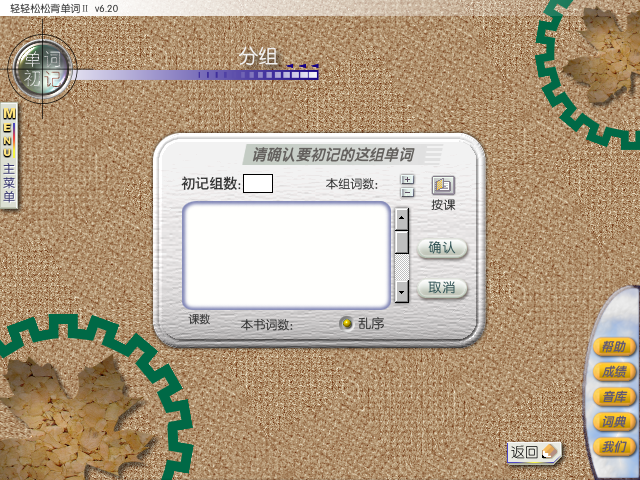 轻轻松松背单词Ⅱ v6.20
单词
初记
分组
MENU
主菜单
请确认要初记的这组单词
初记组数:
本组词数:
按课
确认
取消
课数
本书词数:
乱序
帮助
成绩
音库
词典
我们
返回